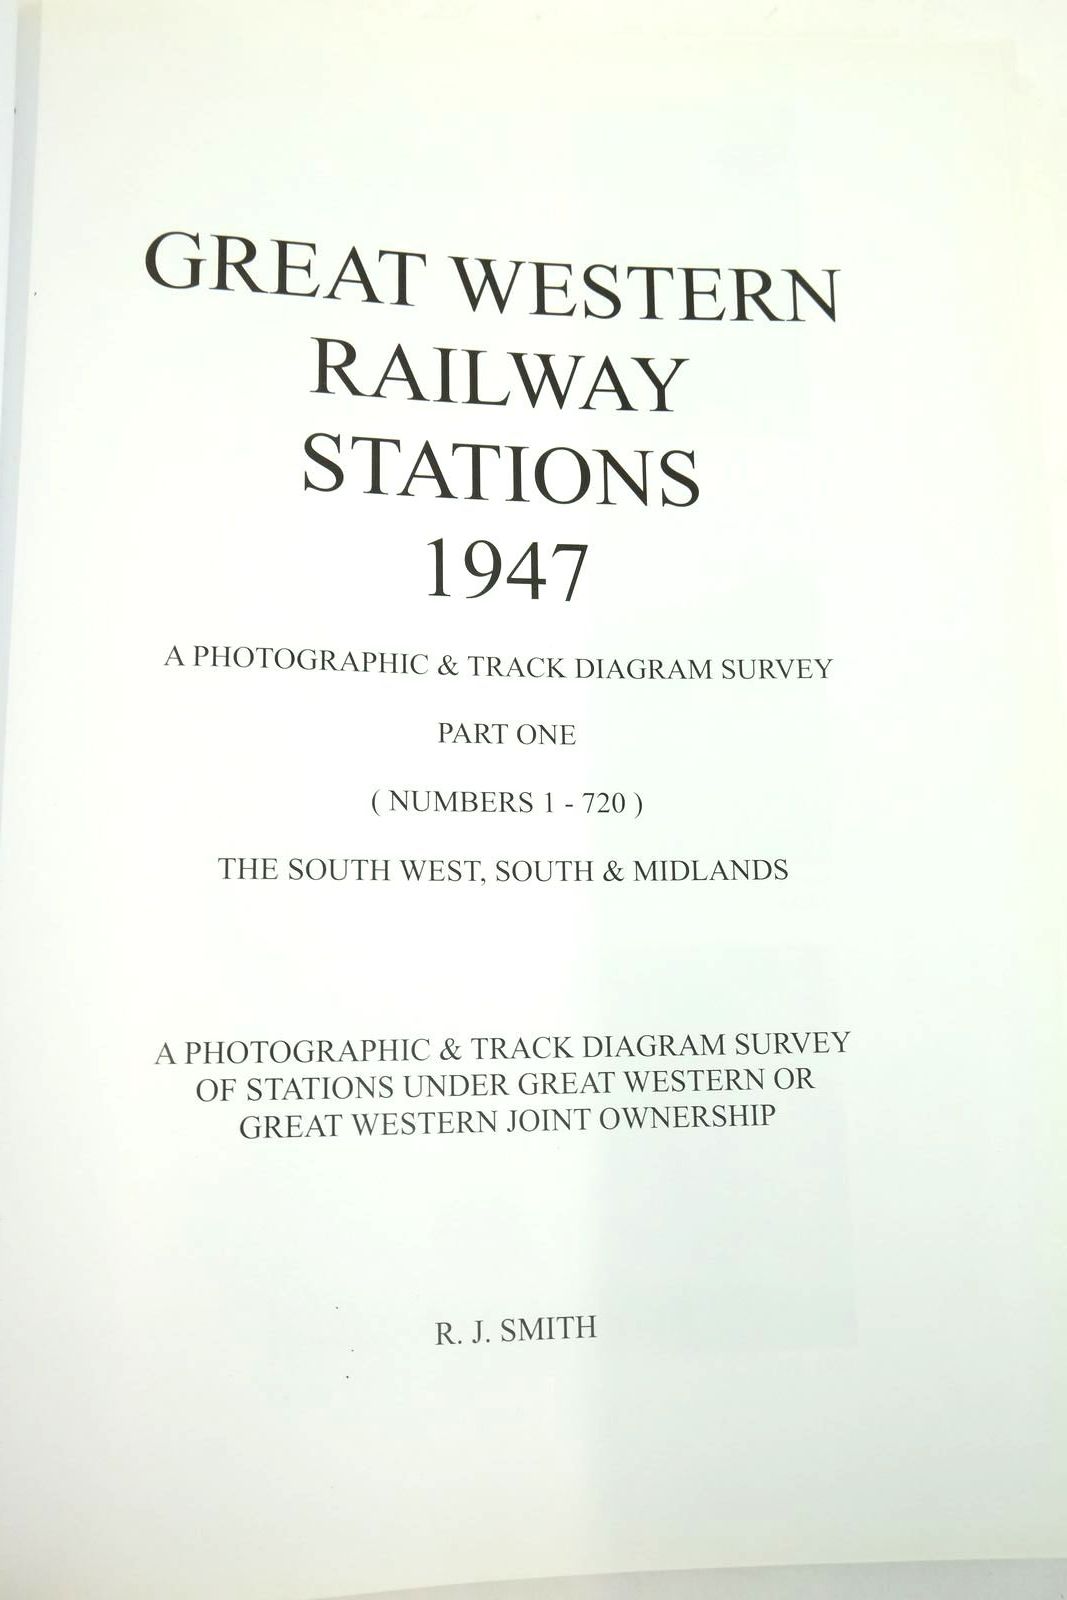 GREAT WESTERN
RAILWAY
STATIONS
1947
A PHOTOGRAPHIC & TRACK DIAGRAM SURVEY
PART ONE
( NUMBERS 1 - 720 )
THE SOUTH WEST, SOUTH & MIDLANDS
A PHOTOGRAPHIC & TRACK DIAGRAM SURVEY
OF STATIONS UNDER GREAT WESTERN OR
GREAT WESTERN JOINT OWNERSHIP
R. J. SMITH